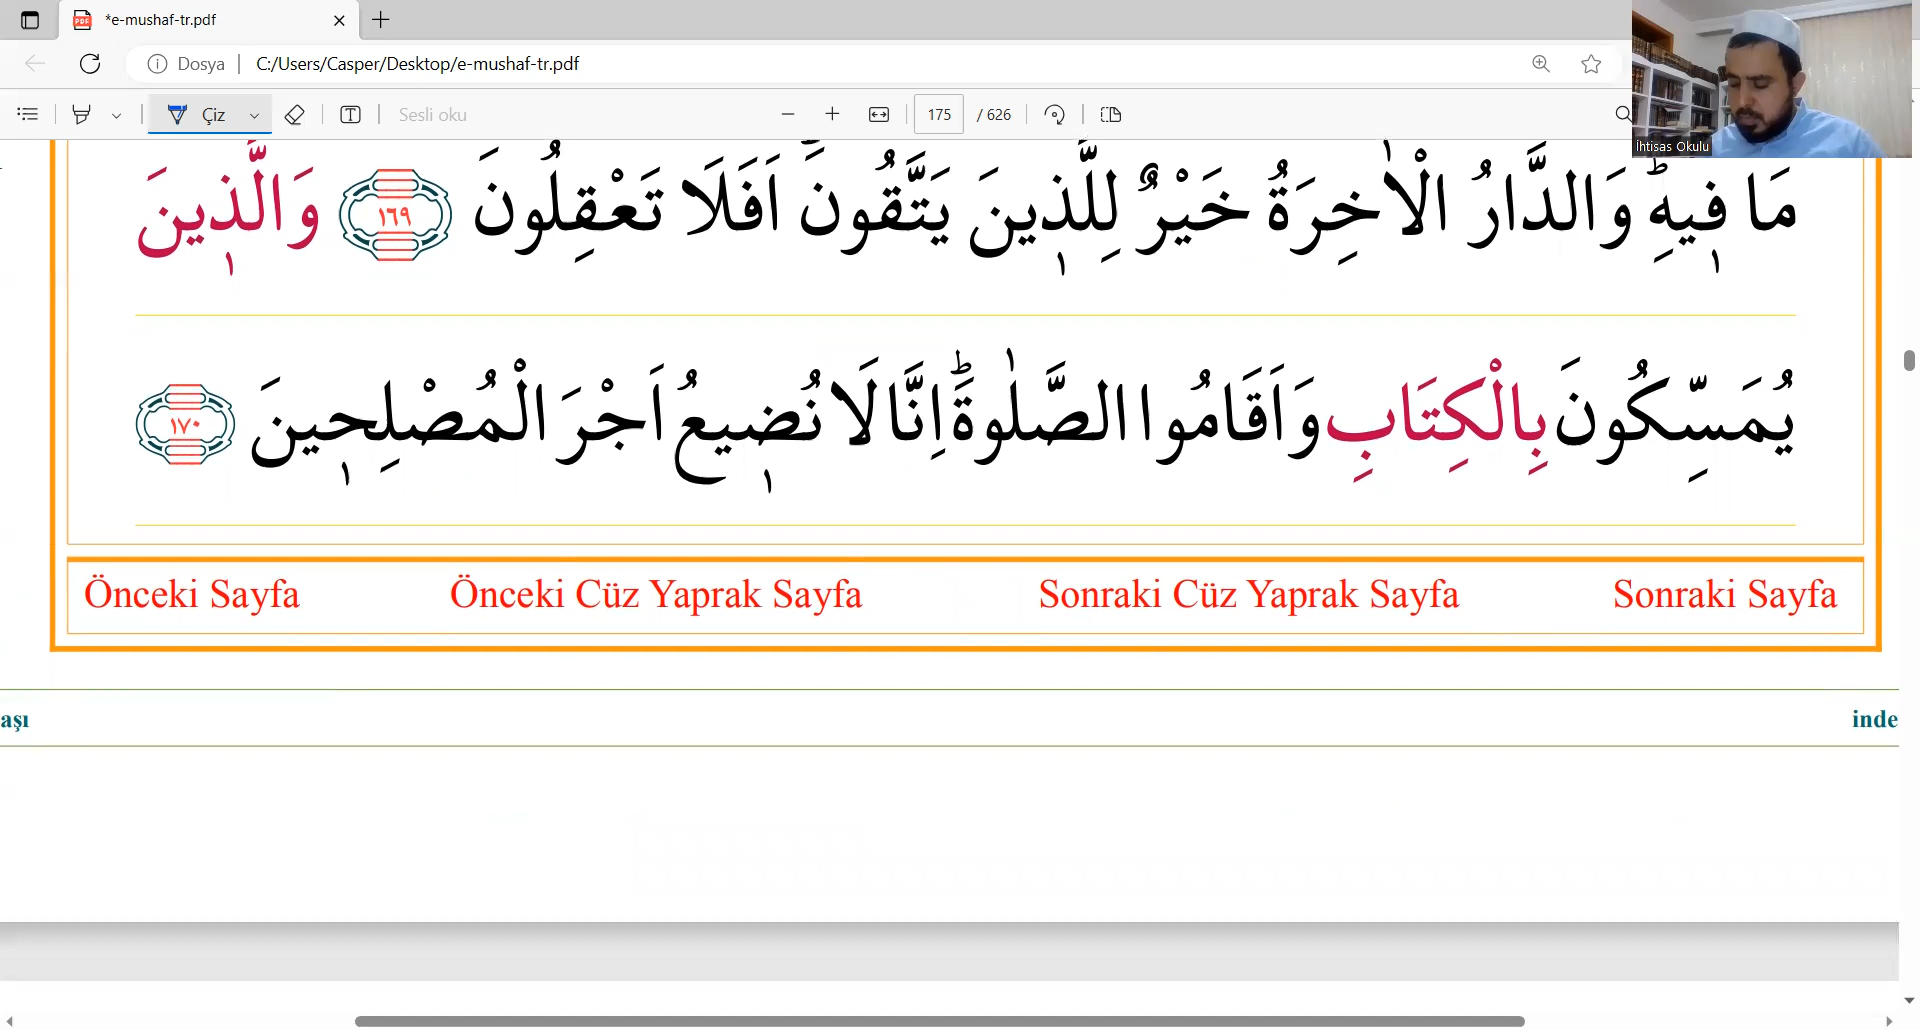 *e-mushaf-tr.pdf
Dosya | C:/Users/Casper/Desktop/e-mushaf-tr.pdf
Çiz
Sesli oku
175 / 626
İhtisas Okulu
مَا ف۪يهِۜ وَالدَّارُ الْاٰخِرَةُ خَيْرٌ لِلَّذ۪ينَ يَتَّقُونَۜ اَفَلَا تَعْقِلُونَ ١٦٩ وَالَّذ۪ينَ
يُمَسِّكُونَ بِالْكِتَابِ وَاَقَامُوا الصَّلٰوةَۜ اِنَّا لَا نُض۪يعُ اَجْرَ الْمُصْلِح۪ينَ ١٧٠
Önceki Sayfa Önceki Cüz Yaprak Sayfa Sonraki Cüz Yaprak Sayfa Sonraki Sayfa
aşı inde